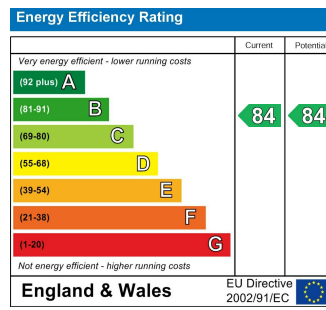 Energy Efficiency Rating
Current
Potential
Very energy efficient - lower running costs
(92 plus) A
(81-91) B
84
84
(69-80) C
(55-68) D
(39-54) E
(21-38) F
(1-20) G
Not energy efficient - higher running costs
England & Wales
EU Directive
2002/91/EC